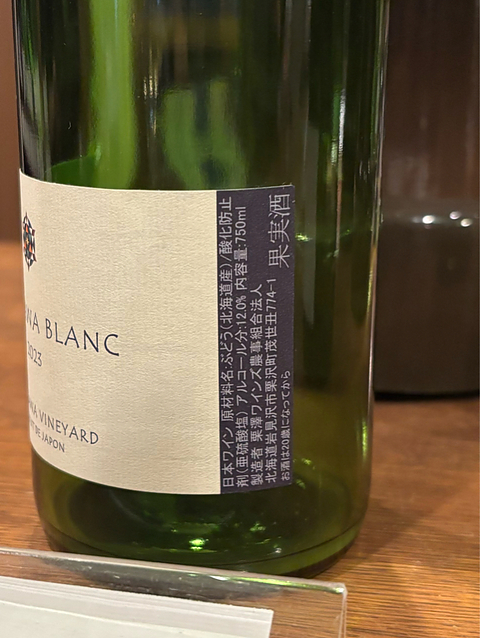 NA BLANC
2023
NA VINEYARD
DE JAPON
果実酒
日本ワイン 原材料名:ぶどう(北海道産)/酸化防止
剤(亜硫酸塩) アルコール分:12.0% 内容量:750ml
製造者 栗澤ワインズ農事組合法人
北海道岩見沢市栗沢町茂世丑774-1
お酒は20歳になってから